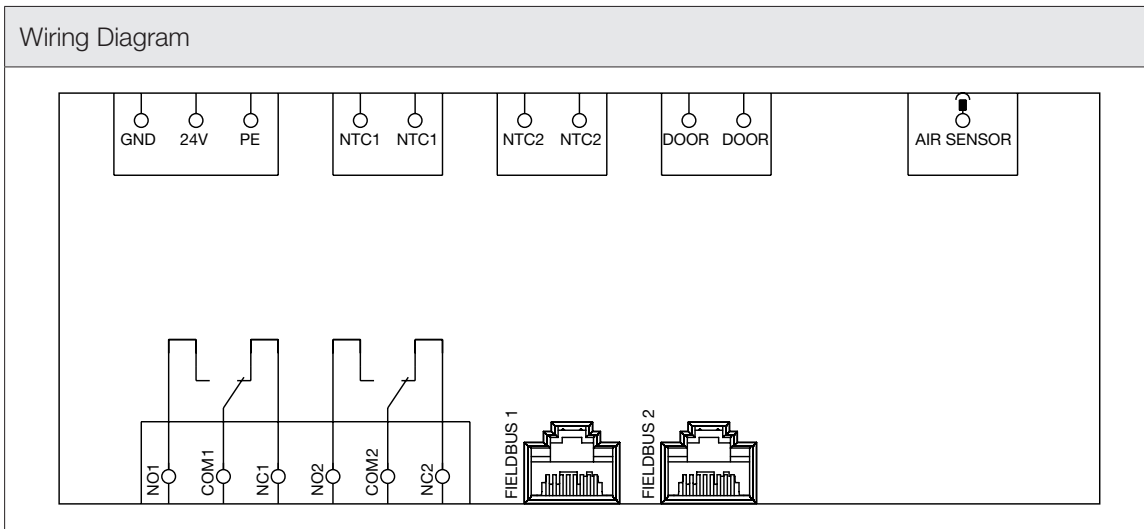 Wiring Diagram
GND 24V PE NTC1 NTC1 NTC2 NTC2 DOOR DOOR AIR SENSOR
NO1 COM1 NC1 NO2 COM2 NC2 FIELDBUS 1 FIELDBUS 2